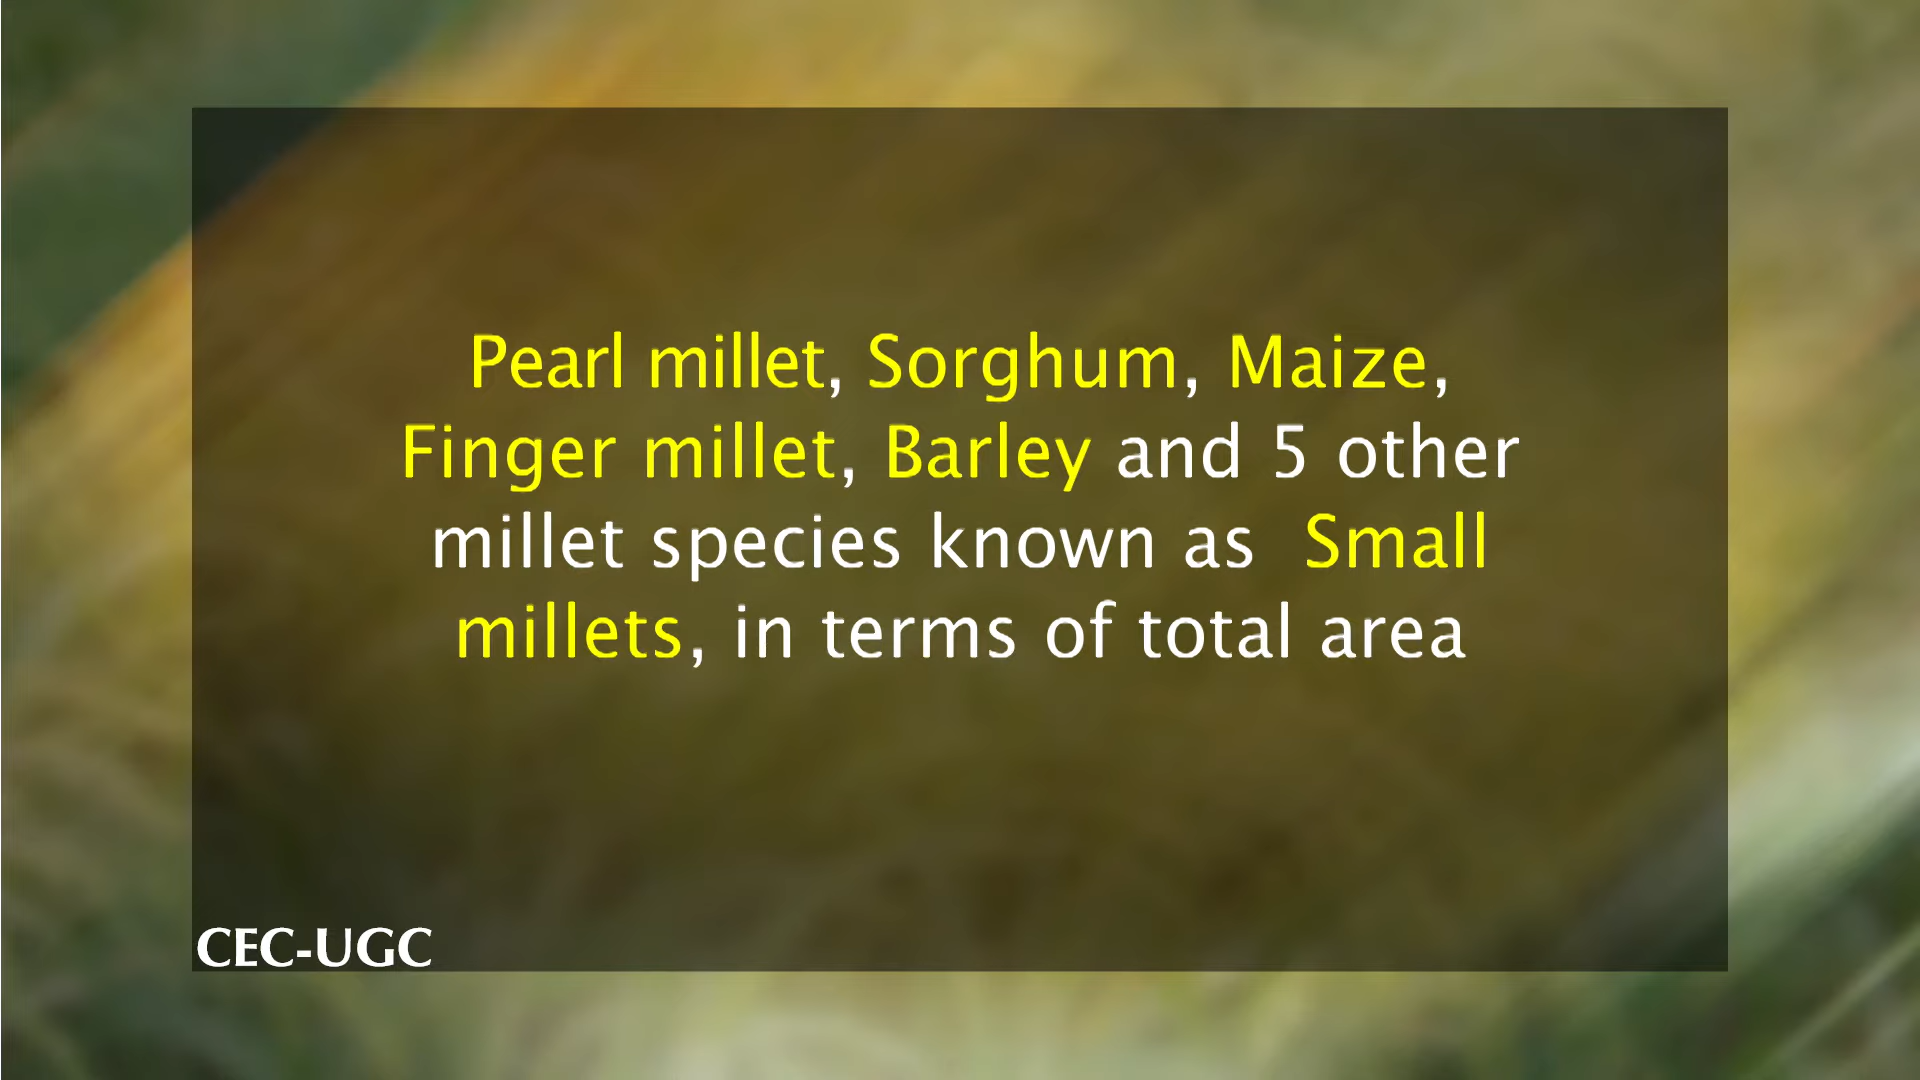 Pearl millet, Sorghum, Maize,
Finger millet, Barley and 5 other
millet species known as Small
millets, in terms of total area
CEC-UGC